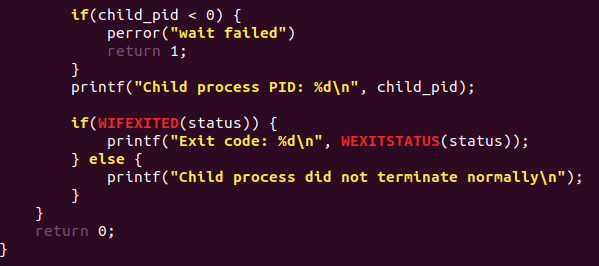 if(child_pid < 0) {
            perror("wait failed")
            return 1;
        }
        printf("Child process PID: %d\n", child_pid);

        if(WIFEXITED(status)) {
            printf("Exit code: %d\n", WEXITSTATUS(status));
        } else {
            printf("Child process did not terminate normally\n");
        }
    }
    return 0;
}